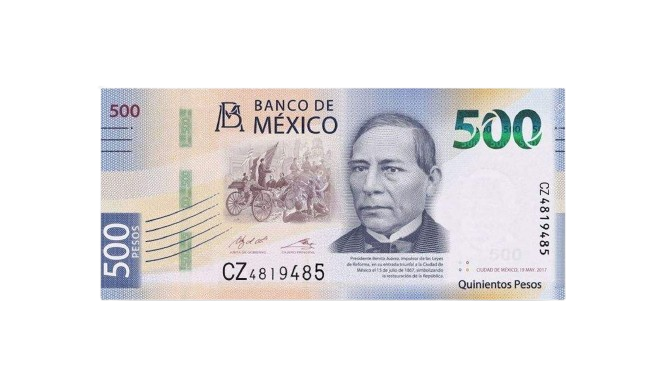 500
BANCO DE
MÉXICO
500
CZ4819485
500
500
PESOS
CZ4819485
Presidente Benito Juárez, impulsor de las Leyes
de Reforma, en su entrada triunfal a la Ciudad de
México el 15 de julio de 1867, simbolizando
la restauración de la República.
CIUDAD DE MÉXICO, 19 MAY. 2017
Quinientos Pesos